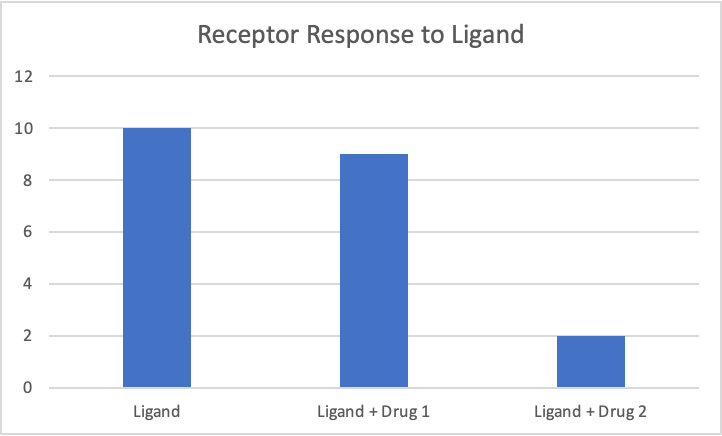 Receptor Response to Ligand
12
10
8
6
4
2
0
Ligand
Ligand + Drug 1
Ligand + Drug 2